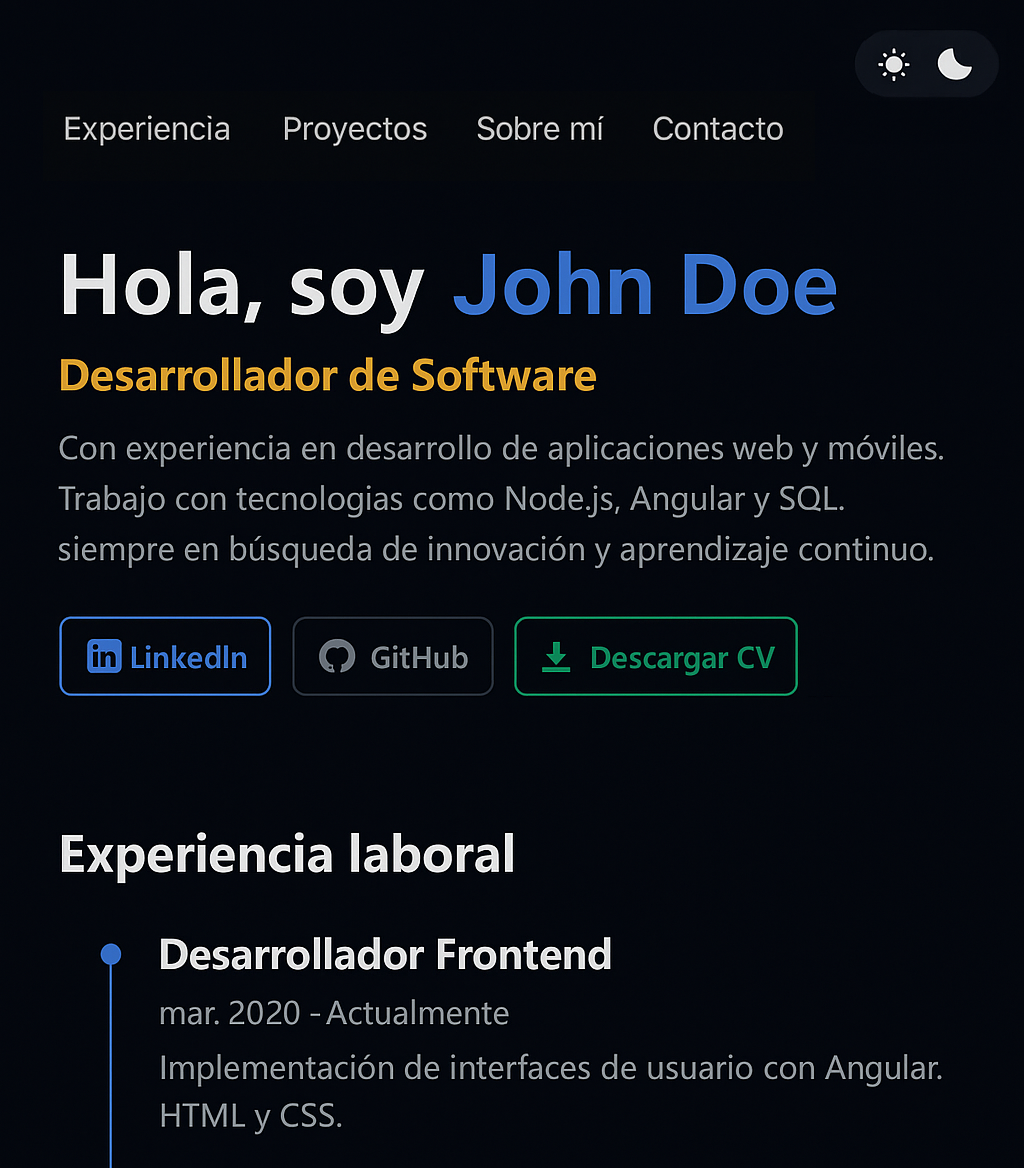 Experiencìa Proyectos Sobre mí Contacto
Hola, soy John Doe
Desarrollador de Software
Con experiencia en desarrollo de aplicaciones web y móviles.
Trabajo con tecnologias como Node.js, Angular y SQL.
siempre en búsqueda de innovación y aprendizaje continuo.
in LinkedIn GitHub Descargar CV
Experiencia laboral
Desarrollador Frontend
mar. 2020 - Actualmente
Implementación de interfaces de usuario con Angular.
HTML y CSS.